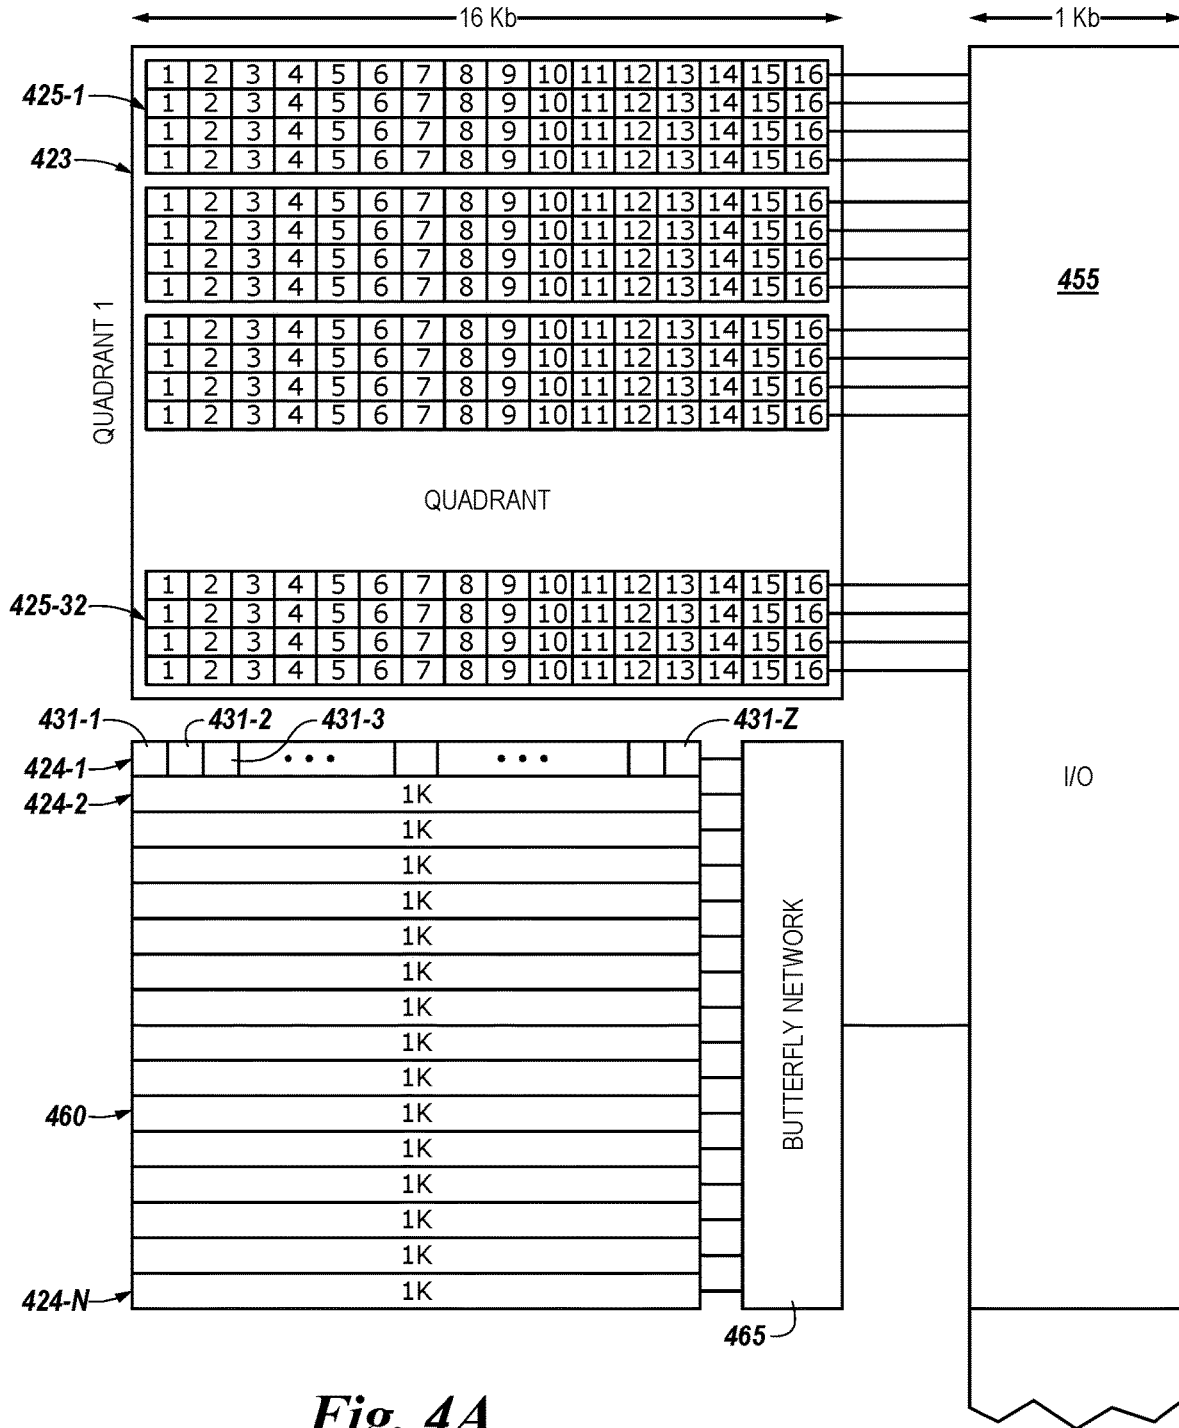 16 Kb 1 Kb
1 2 3 4 5 6 7 8 9 10 11 12 13 14 15 16
425-1 1 2 3 4 5 6 7 8 9 10 11 12 13 14 15 16
1 2 3 4 5 6 7 8 9 10 11 12 13 14 15 16
423 1 2 3 4 5 6 7 8 9 10 11 12 13 14 15 16
1 2 3 4 5 6 7 8 9 10 11 12 13 14 15 16
1 2 3 4 5 6 7 8 9 10 11 12 13 14 15 16
1 2 3 4 5 6 7 8 9 10 11 12 13 14 15 16
1 2 3 4 5 6 7 8 9 10 11 12 13 14 15 16
455
QUADRANT 1
1 2 3 4 5 6 7 8 9 10 11 12 13 14 15 16
1 2 3 4 5 6 7 8 9 10 11 12 13 14 15 16
1 2 3 4 5 6 7 8 9 10 11 12 13 14 15 16
1 2 3 4 5 6 7 8 9 10 11 12 13 14 15 16
QUADRANT
1 2 3 4 5 6 7 8 9 10 11 12 13 14 15 16
425-32 1 2 3 4 5 6 7 8 9 10 11 12 13 14 15 16
1 2 3 4 5 6 7 8 9 10 11 12 13 14 15 16
1 2 3 4 5 6 7 8 9 10 11 12 13 14 15 16
431-1 431-2 431-3 431-Z
424-1 ••• •••
424-2 1K
I/O
1K
1K
1K
1K
1K
1K
1K
1K
BUTTERFLY NETWORK
460 1K
1K
1K
1K
1K
424-N 1K
465
Fig. 4A